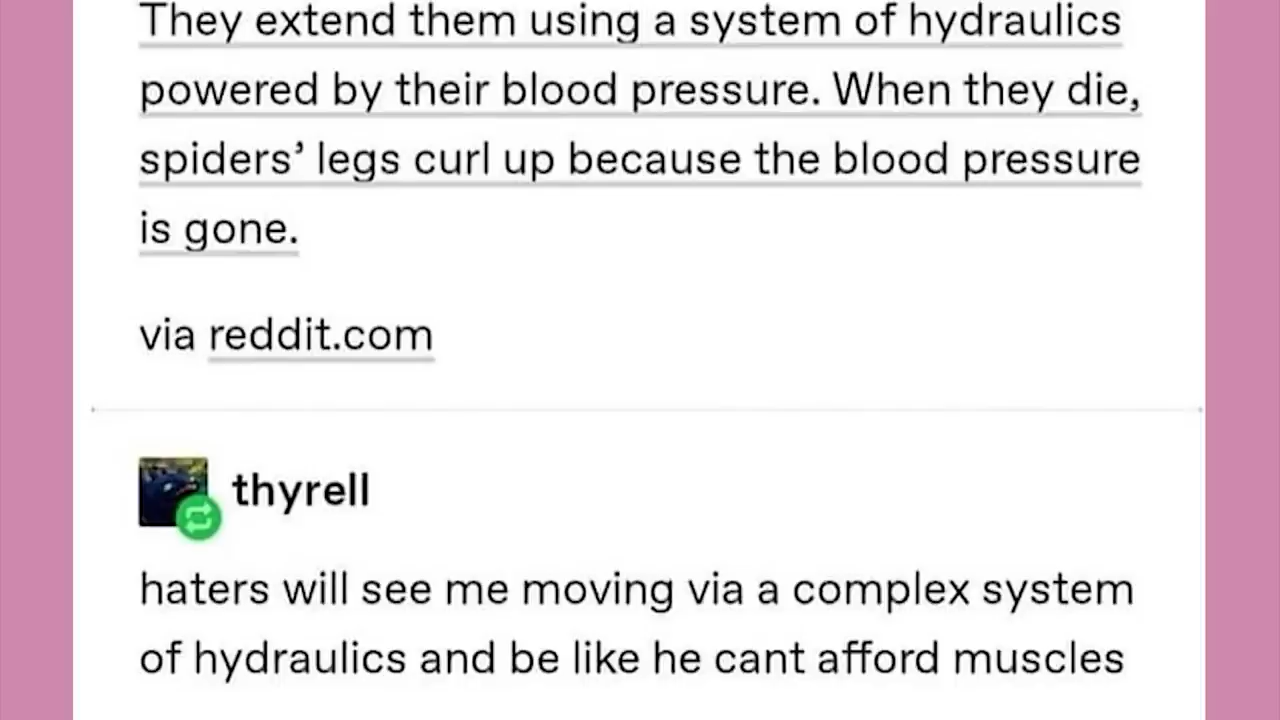 They extend them using a system of hydraulics
powered by their blood pressure. When they die,
spiders’ legs curl up because the blood pressure
is gone.
via reddit.com
thyrell
haters will see me moving via a complex system
of hydraulics and be like he cant afford muscles